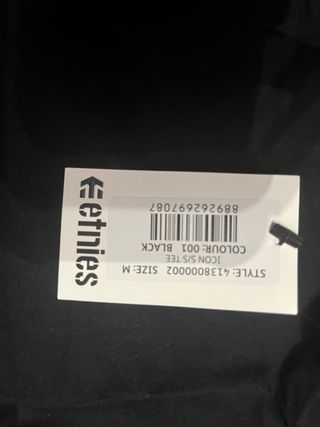 etnies
STYLE: 4138000002 SIZE: M
ICON S/S TEE
COLOUR: 001 BLACK
889262697087